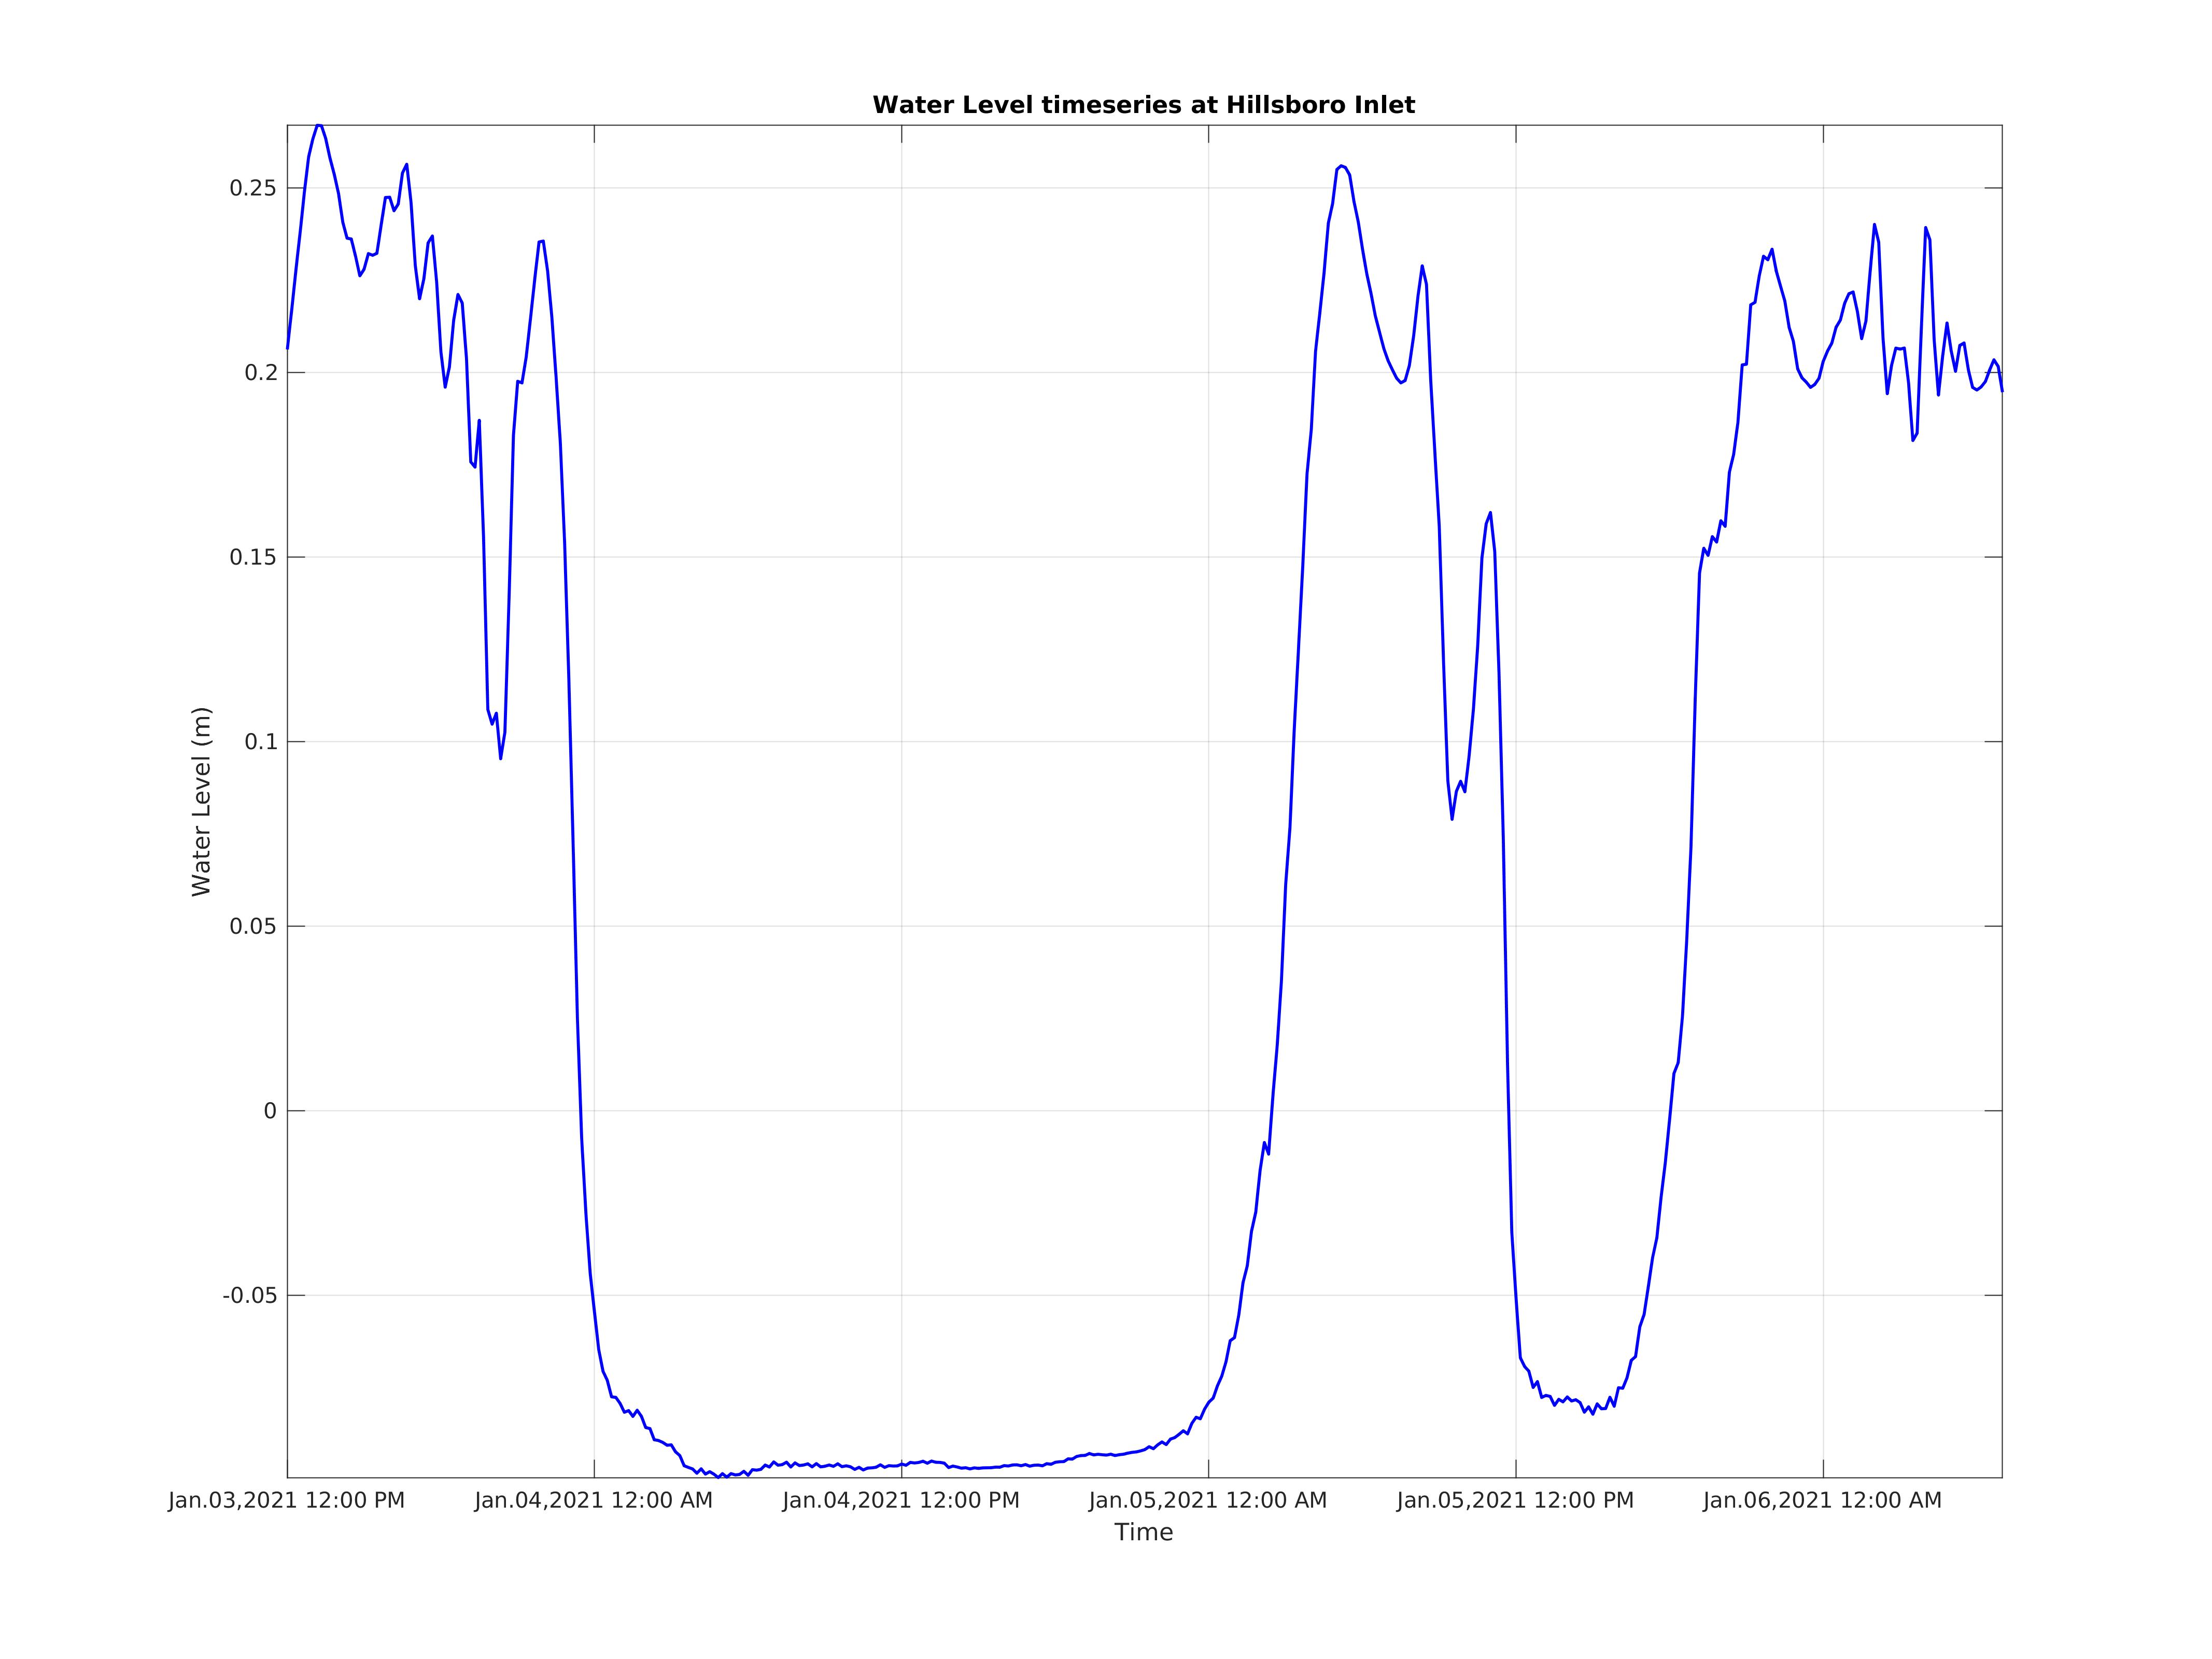 Water Level timeseries at Hillsboro Inlet
0.25
0.2
0.15
0.1
0.05
0
-0.05
Water Level (m)
Jan.03,2021 12:00 PM
Jan.04,2021 12:00 AM
Jan.04,2021 12:00 PM
Jan.05,2021 12:00 AM
Jan.05,2021 12:00 PM
Jan.06,2021 12:00 AM
Time